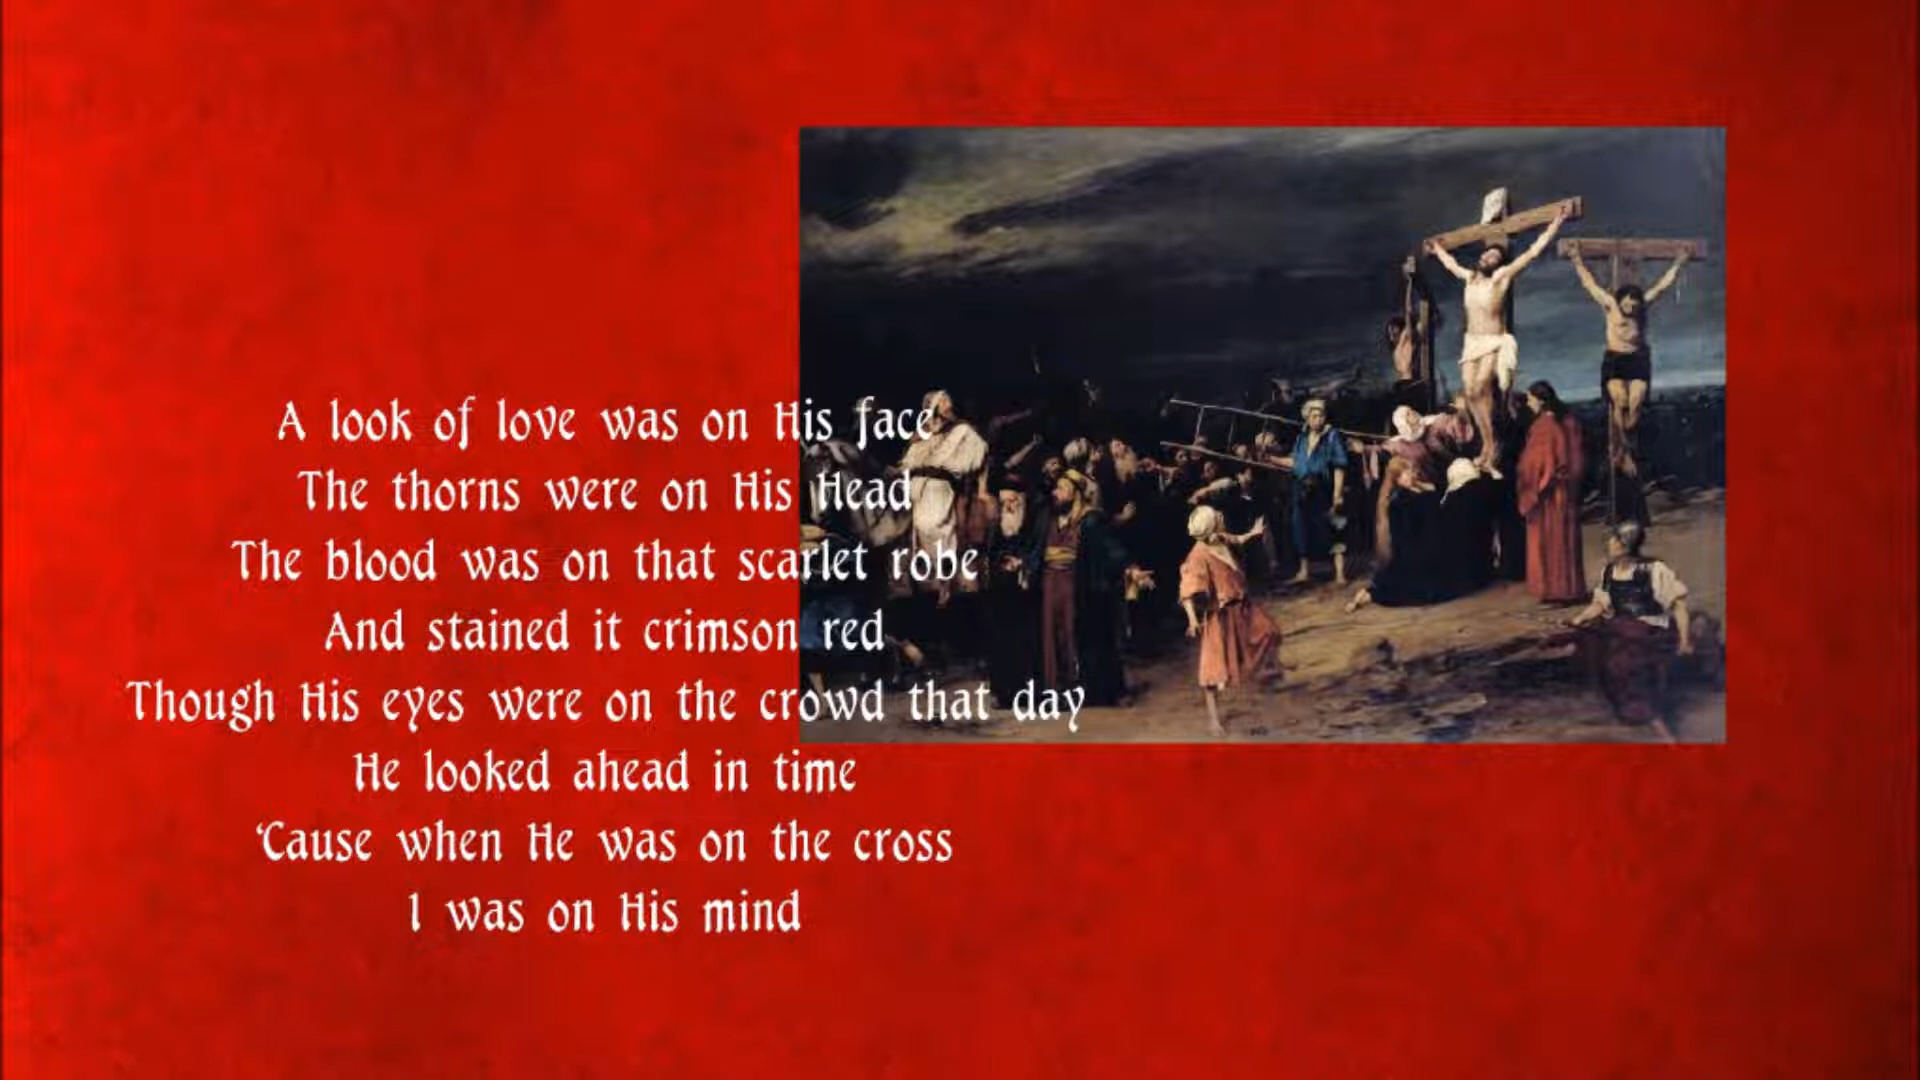 A look of love was on His face
The thorns were on His Head
The blood was on that scarlet robe
And stained it crimson red
Though His eyes were on the crowd that day
He looked ahead in time
‘Cause when He was on the cross
I was on His mind